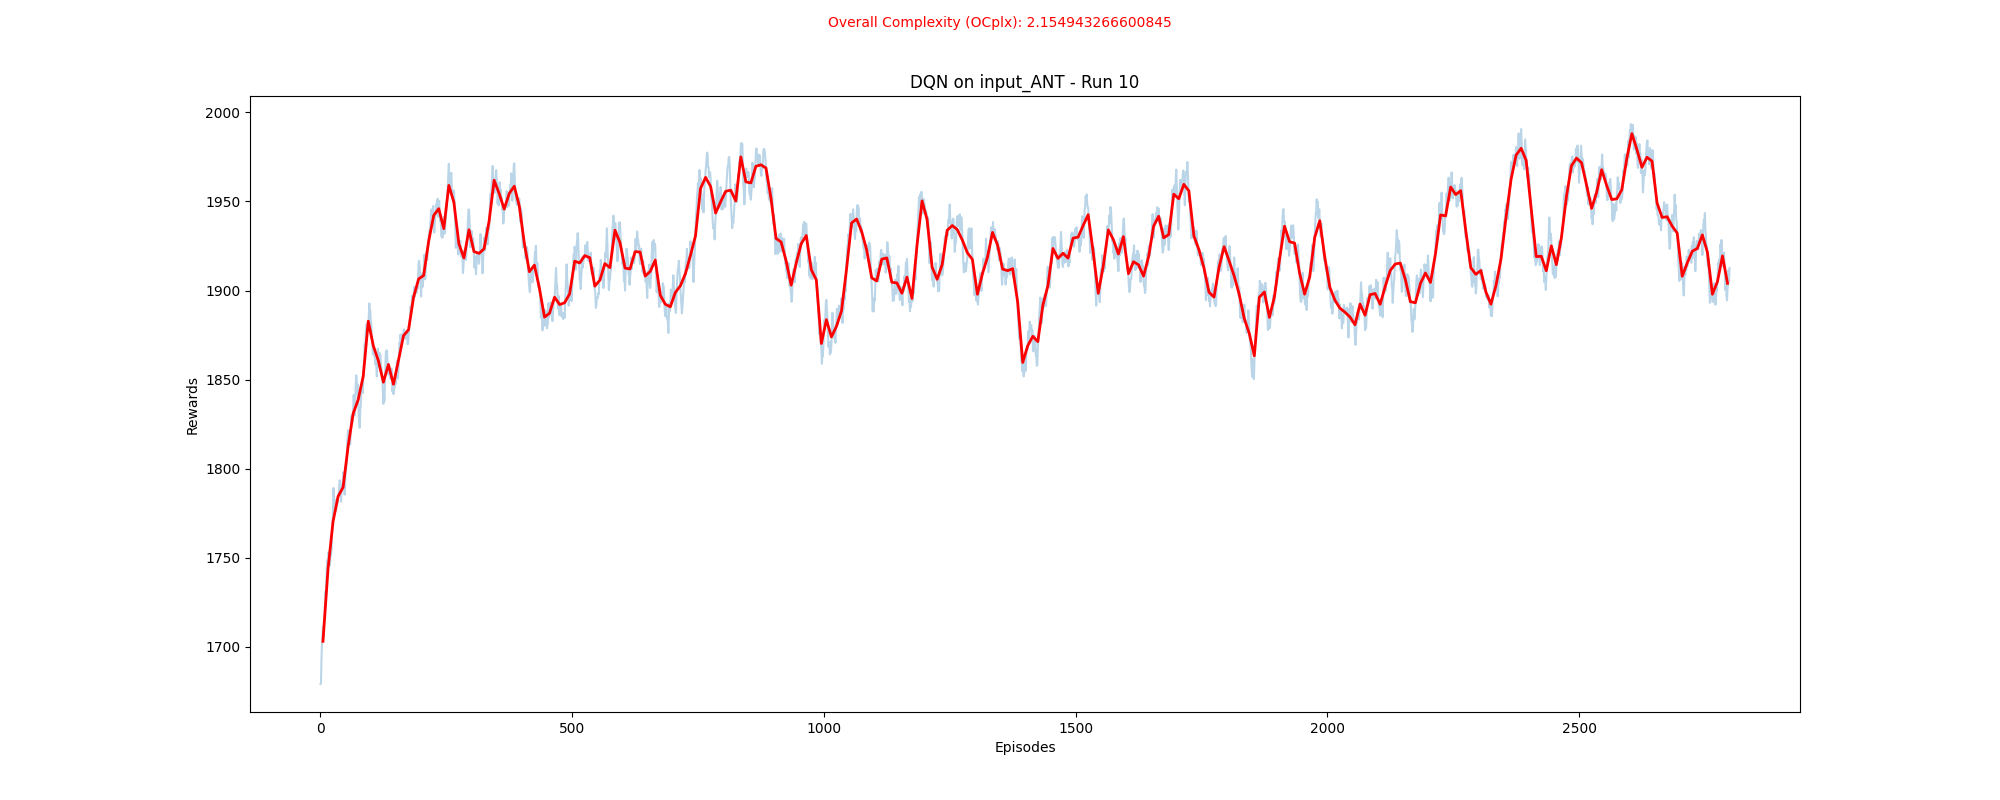 Overall Complexity (OCplx): 2.154943266600845
DQN on input_ANT - Run 10
2000
1950
1900
1850
1800
1750
1700
Rewards
0 500 1000 1500 2000 2500
Episodes